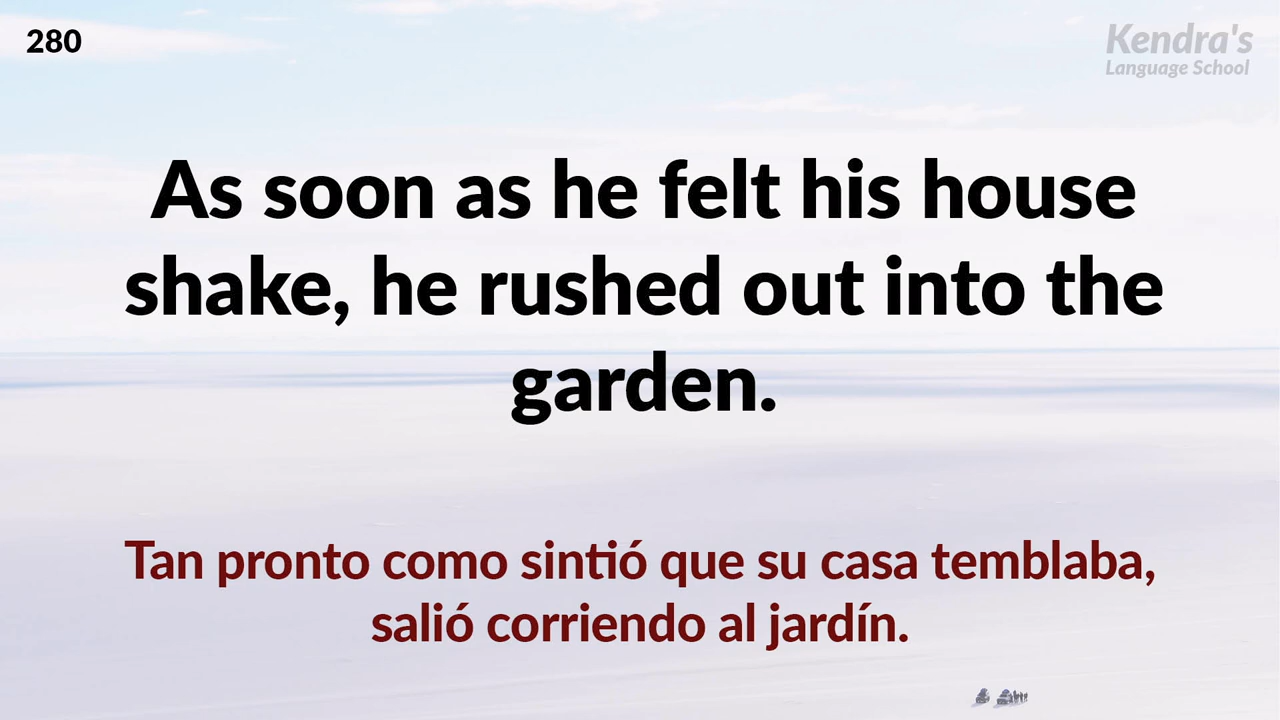 280
Kendra's
Language School
As soon as he felt his house
shake, he rushed out into the
garden.
Tan pronto como sintió que su casa temblaba,
salió corriendo al jardín.